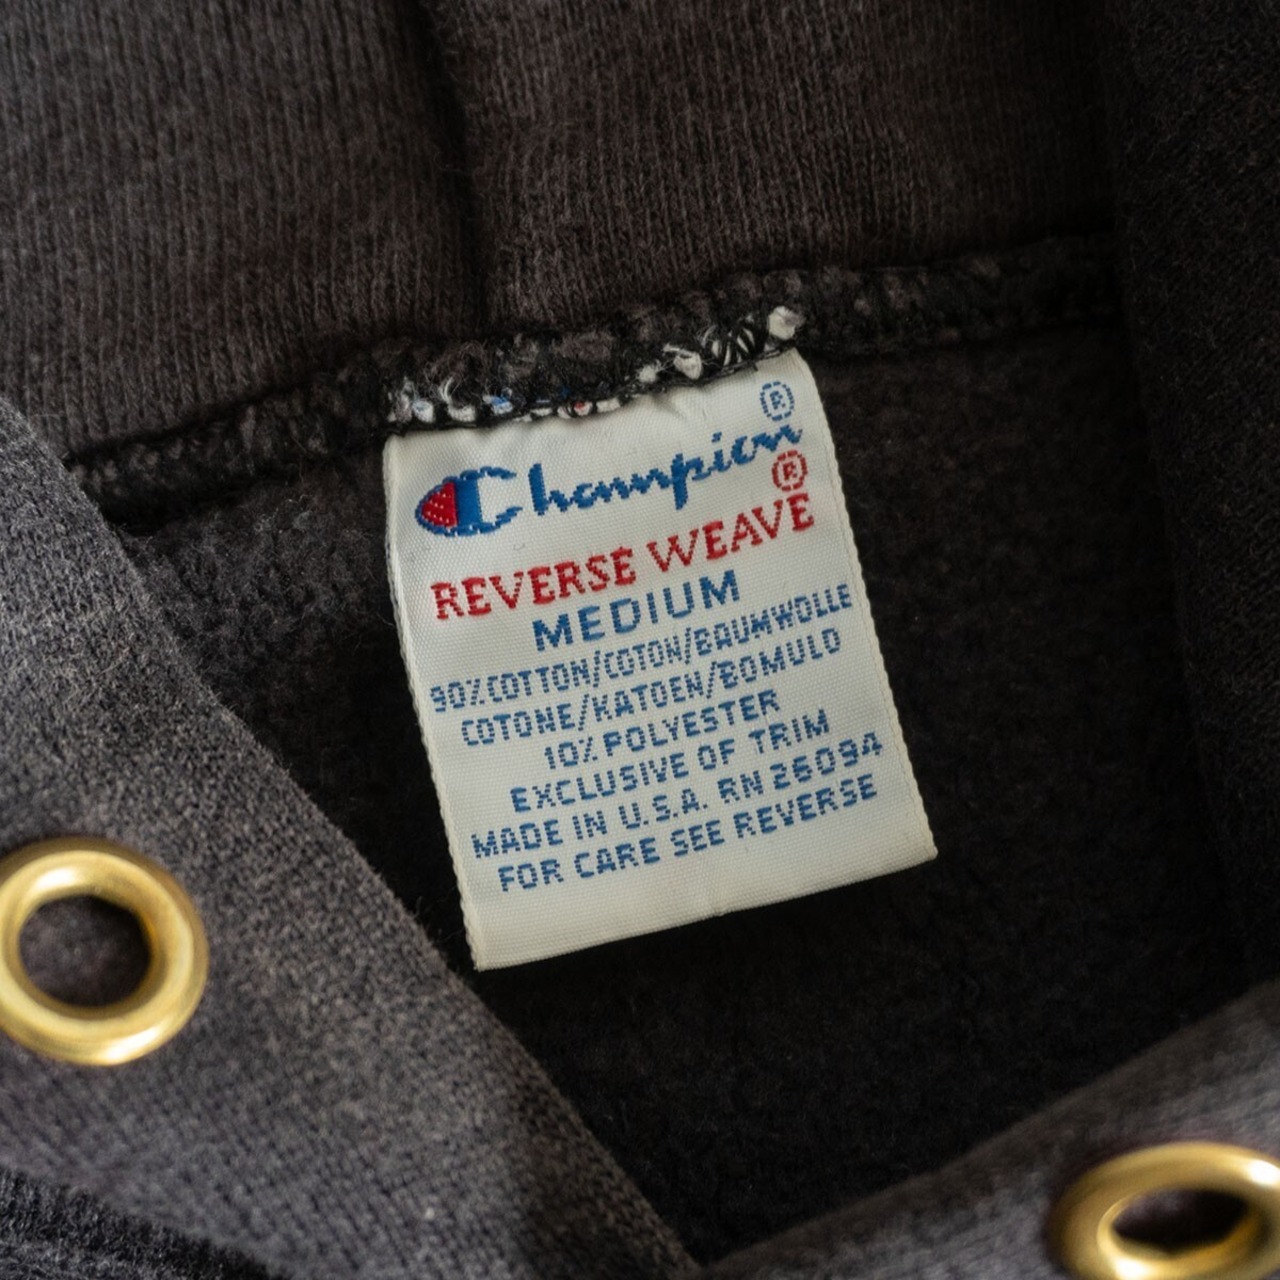 Champion®
REVERSE WEAVE®
MEDIUM
90% COTTON/COTON/BAUMWOLLE
COTONE/KATOEN/BOMULD
10% POLYESTER
EXCLUSIVE OF TRIM
MADE IN U.S.A. RN 26094
FOR CARE SEE REVERSE